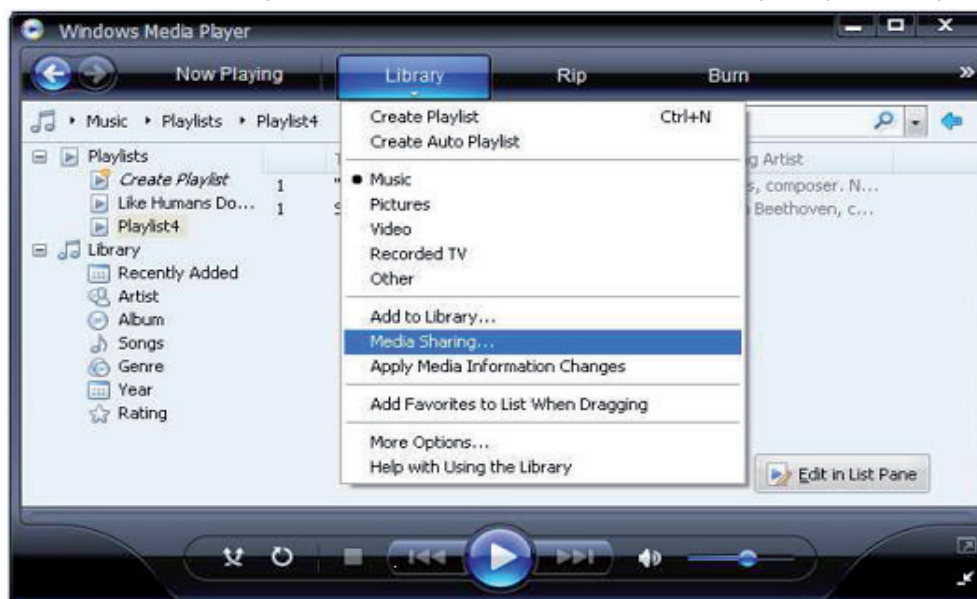 Windows Media Player
Now Playing Library Rip Burn »
Music Playlists Playlist4
Create Playlist Ctrl+N
Create Auto Playlist
Music
Pictures
Video
Recorded TV
Other
Add to Library...
Media Sharing...
Apply Media Information Changes
Add Favorites to List When Dragging
More Options...
Help with Using the Library
Playlists
Create Playlist
Like Humans Do...
Playlist4
Library
Recently Added
Artist
Album
Songs
Genre
Year
Rating
1
1
Artist
composer. N...
Beethoven, c...
Edit in List Pane